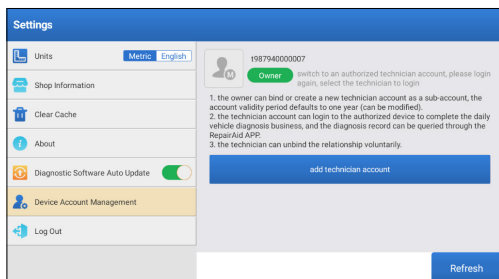 Settings
Units
Metric English
Shop Information
Clear Cache
About
Diagnostic Software Auto Update
Device Account Management
Log Out
M
t987940000007
Owner
switch to an authorized technician account, please login
again, select the technician to login
1. the owner can bind or create a new technician account as a sub-account, the
account validity period defaults to one year (can be modified).
2. the technician account can login to the authorized device to complete the daily
vehicle diagnosis business, and the diagnosis record can be queried through the
RepairAid APP.
3. the technician can unbind the relationship voluntarily.
add technician account
Refresh